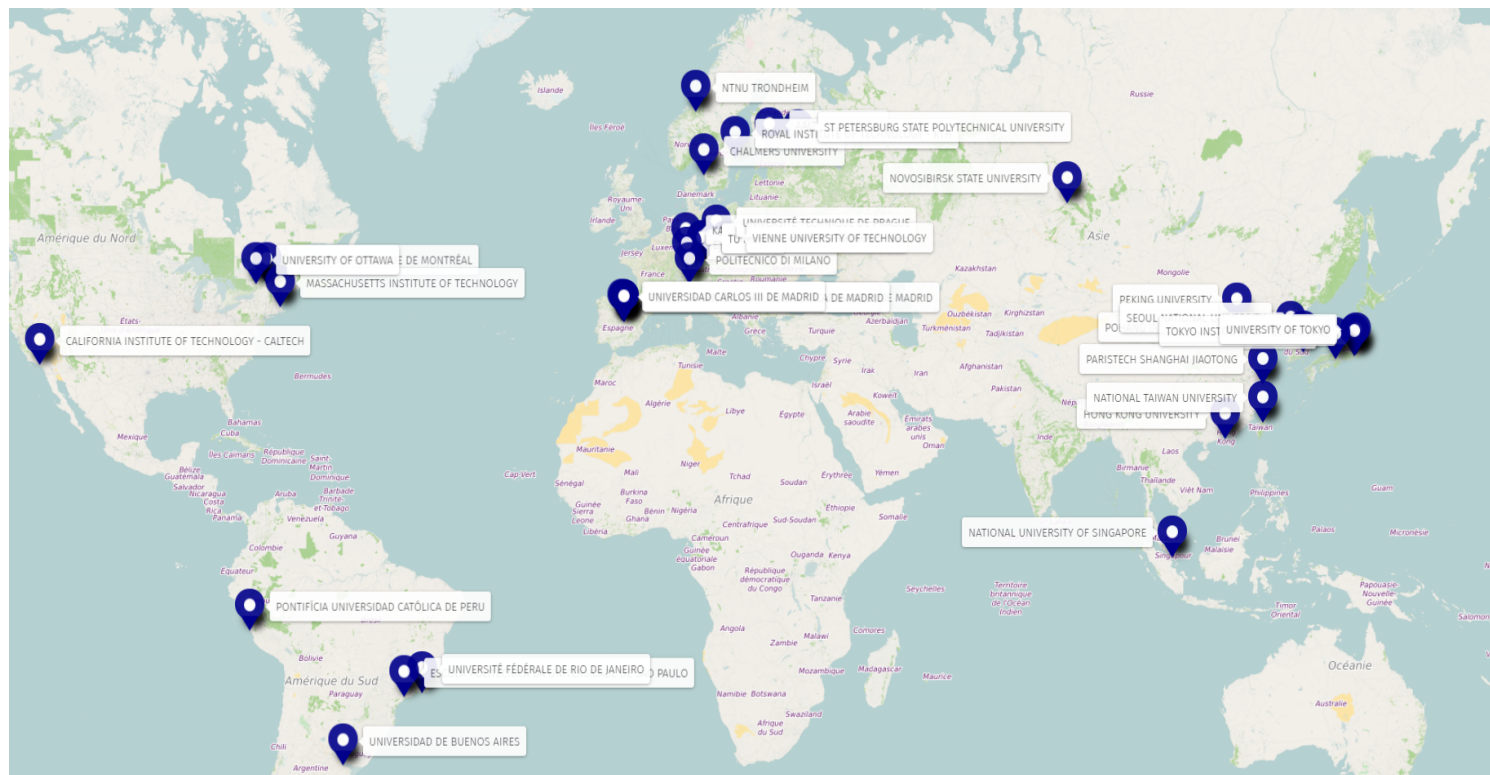 Islande
NTNU TRONDHEIM
Russie
Îles Féroé
ROYAL INSTI
ST PETERSBURG STATE POLYTECHNICAL UNIVERSITY
CHALMERS UNIVERSITY
NOVOSIBIRSK STATE UNIVERSITY
Lettonie
Lituanie
Danemark
Royaume
Uni
Irlande
UNIVERSITÉ TECHNIQUE DE PRAGUE
KA
TU
VIENNE UNIVERSITY OF TECHNOLOGY
Amérique du Nord
Asie
Jersey
UNIVERSITY OF OTTAWA
E DE MONTRÉAL
POLITECNICO DI MILANO
France
Kazakhstan
Mongolie
MASSACHUSETTS INSTITUTE OF TECHNOLOGY
UNIVERSIDAD CARLOS III DE MADRID
A DE MADRID
E MADRID
PEKING UNIVERSITY
Ouzbékistan
Kirghizstan
Albanie
Azerbaïdjan
SEOUL NATIONAL UN
Espagne
Grèce
Turquie
Turkménistan
Tadjikistan
PO
TOKYO INST
UNIVERSITY OF TOKYO
États-
CALIFORNIA INSTITUTE OF TECHNOLOGY - CALTECH
du Sud
Malte
Chypre
Syrie
PARISTECH SHANGHAI JIAOTONG
Tunisie
Irak
Iran
Afghanistan
Bermudes
Maroc
Israël
Pakistan
Algérie
Koweït
NATIONAL TAIWAN UNIVERSITY
Libye
Égypte
Arabie
saoudite
HONG KONG UNIVERSITY
Bahamas
Cuba
Émirats
arabes
unis
Oman
Inde
Kong
Taïwan
Mexique
Îles Caïmans
République
Dominicaine
Saint-
Martin
Dominique
Mauritanie
Laos
Bélize
Guatemala
Salvador
Nicaragua
Costa
Rica
Panama
Cap-Vert
Mali
Niger
Tchad
Soudan
Érythrée
Yémen
Birmanie
Thaïlande
Viêt Nam
Philippines
Guam
Aruba
Barbade
Trinité-
et-Tobago
Sénégal
Burkina
Faso
Afrique
Venezuela
Guinée
Sierra
Leone
Libéria
Ghana
Bénin
Nigéria
Centrafrique
Sud-Soudan
Éthiopie
Somalie
NATIONAL UNIVERSITY OF SINGAPORE
Palaos
Micronésie
Guyana
Cameroun
Brunei
Malaisie
Colombie
Guinée
équatoriale
Gabon
Ouganda
Kenya
Singapour
Équateur
République
démocratique
du Congo
Seychelles
Territoire
britannique
de l'Océan
Indien
Papouasie-
Nouvelle-
Guinée
PONTIFÍCIA UNIVERSIDAD CATÔLICA DE PERU
Tanzanie
Timor
Oriental
Salomon
Angola
Zambie
Malawi
Comores
Bolivie
ES
UNIVERSITÉ FÉDÉRALE DE RIO DE JANEIRO
O PAULO
Mozambique
Madagascar
Maurice
Océanie
Amérique du Sud
Paraguay
Namibie
Botswana
Australie
Swaziland
Afrique
du Sud
UNIVERSIDAD DE BUENOS AIRES
Chili
Argentine